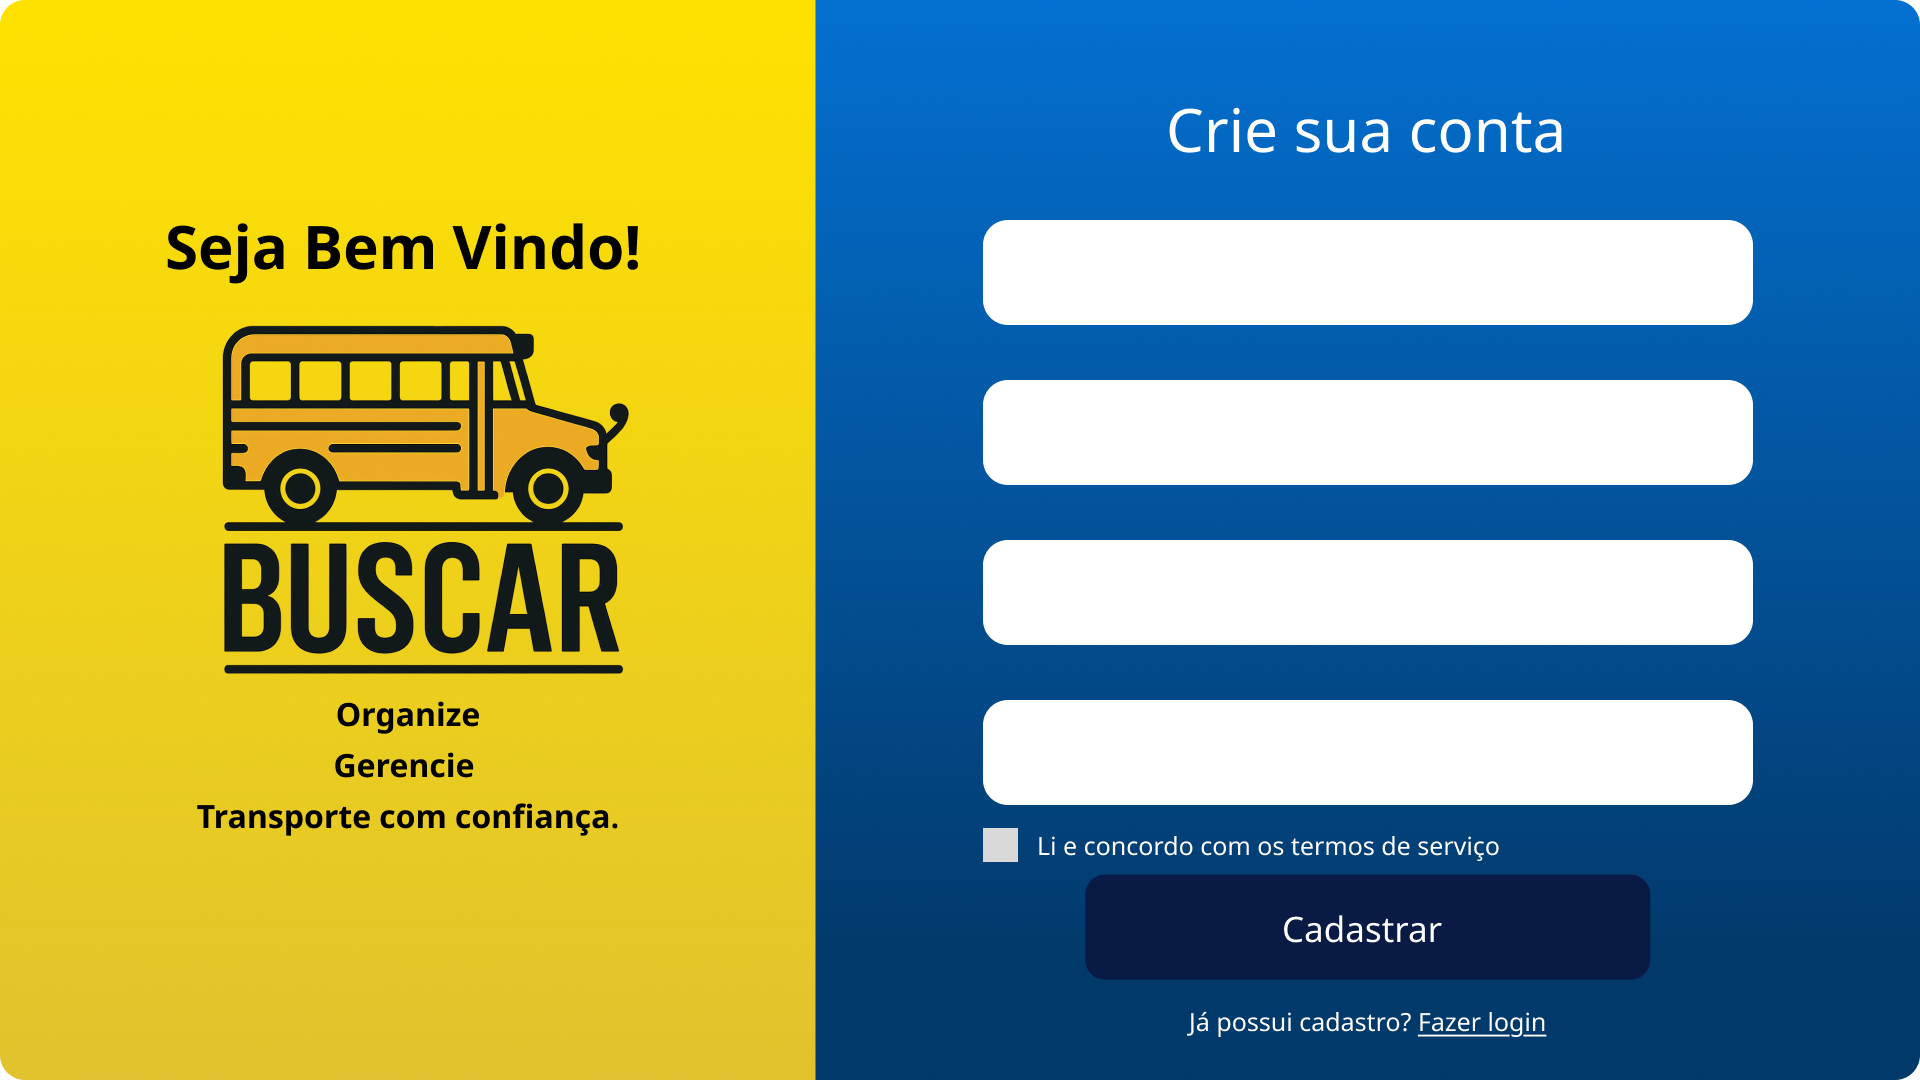 Seja Bem Vindo!
BUSCAR
Organize
Gerencie
Transporte com confiança.
Crie sua conta
Li e concordo com os termos de serviço
Cadastrar
Já possui cadastro? Fazer login